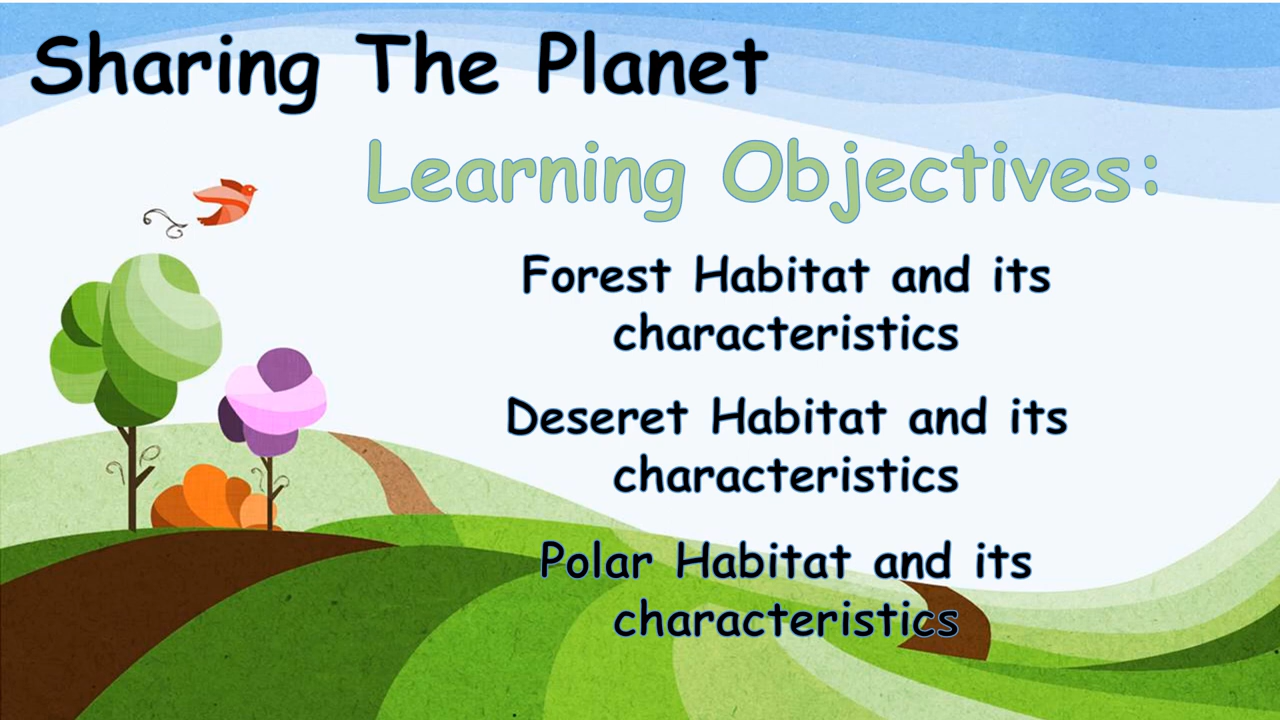 Sharing The Planet
Learning Objectives:
Forest Habitat and its
characteristics
Deseret Habitat and its
characteristics
Polar Habitat and its
characteristics